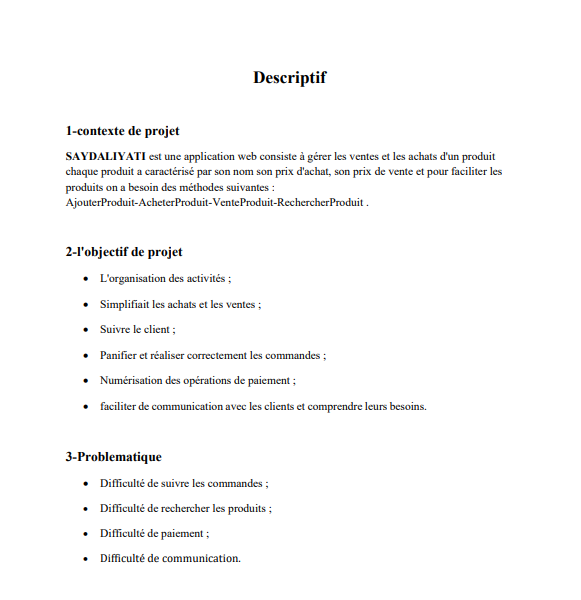 Descriptif
1-contexte de projet
SAYDALIYATI est une application web consiste à gérer les ventes et les achats d'un produit
chaque produit a caractérisé par son nom son prix d'achat, son prix de vente et pour faciliter les
produits on a besoin des méthodes suivantes :
AjouterProduit-AcheterProduit-VenteProduit-RechercherProduit .
2-l'objectif de projet
• L'organisation des activités ;
• Simplifiait les achats et les ventes ;
• Suivre le client ;
• Panifier et réaliser correctement les commandes ;
• Numérisation des opérations de paiement ;
• faciliter de communication avec les clients et comprendre leurs besoins.
3-Problematique
• Difficulté de suivre les commandes ;
• Difficulté de rechercher les produits ;
• Difficulté de paiement ;
• Difficulté de communication.